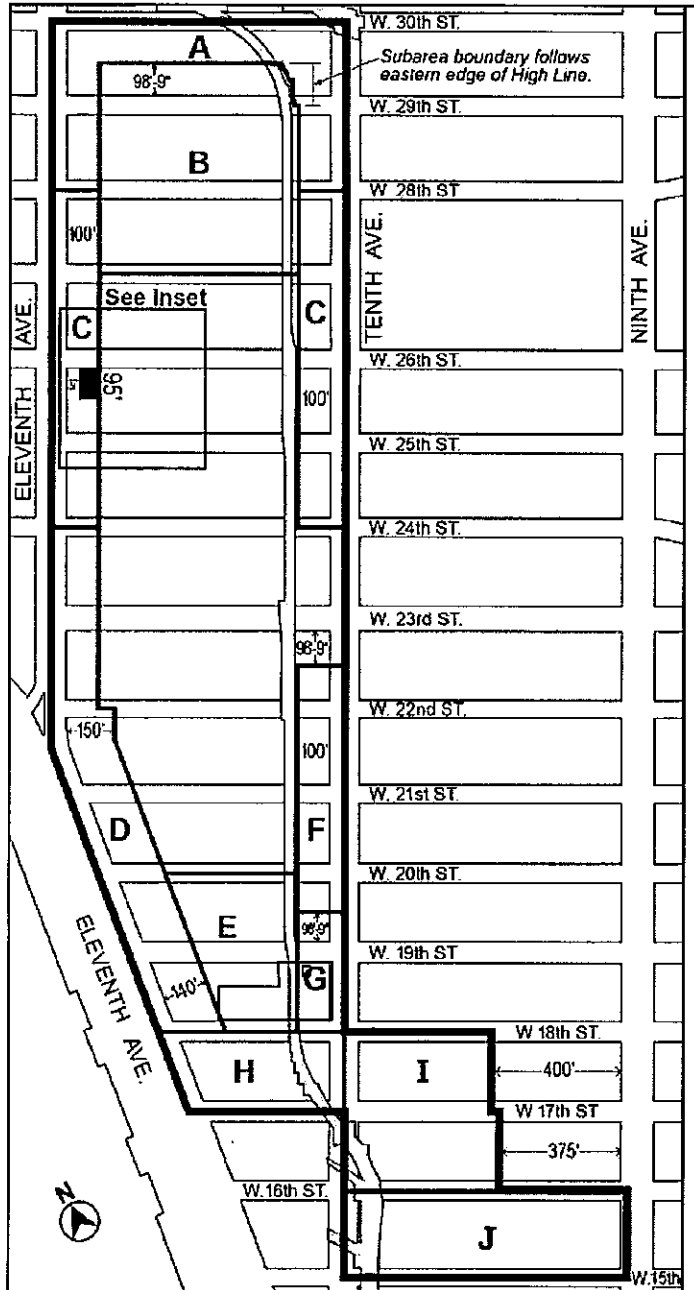 W. 30th ST.
A
Subarea boundary follows
eastern edge of High Line.
98'-9"
W. 29th ST.
B
W. 28th ST
100'
TENTH AVE.
NINTH AVE.
See Inset
C
C
ELEVENTH AVE.
W. 26th ST.
95'
100'
W. 25th ST.
W. 24th ST.
W. 23rd ST.
98'-9"
W. 22nd ST.
150'
100'
W. 21st ST.
D
F
W. 20th ST.
E
98'-9"
W. 19th ST
ELEVENTH AVE.
140'
G
W 18th ST.
H
I
400'
W 17th ST
375'
W.16th ST.
N
J
W.15th